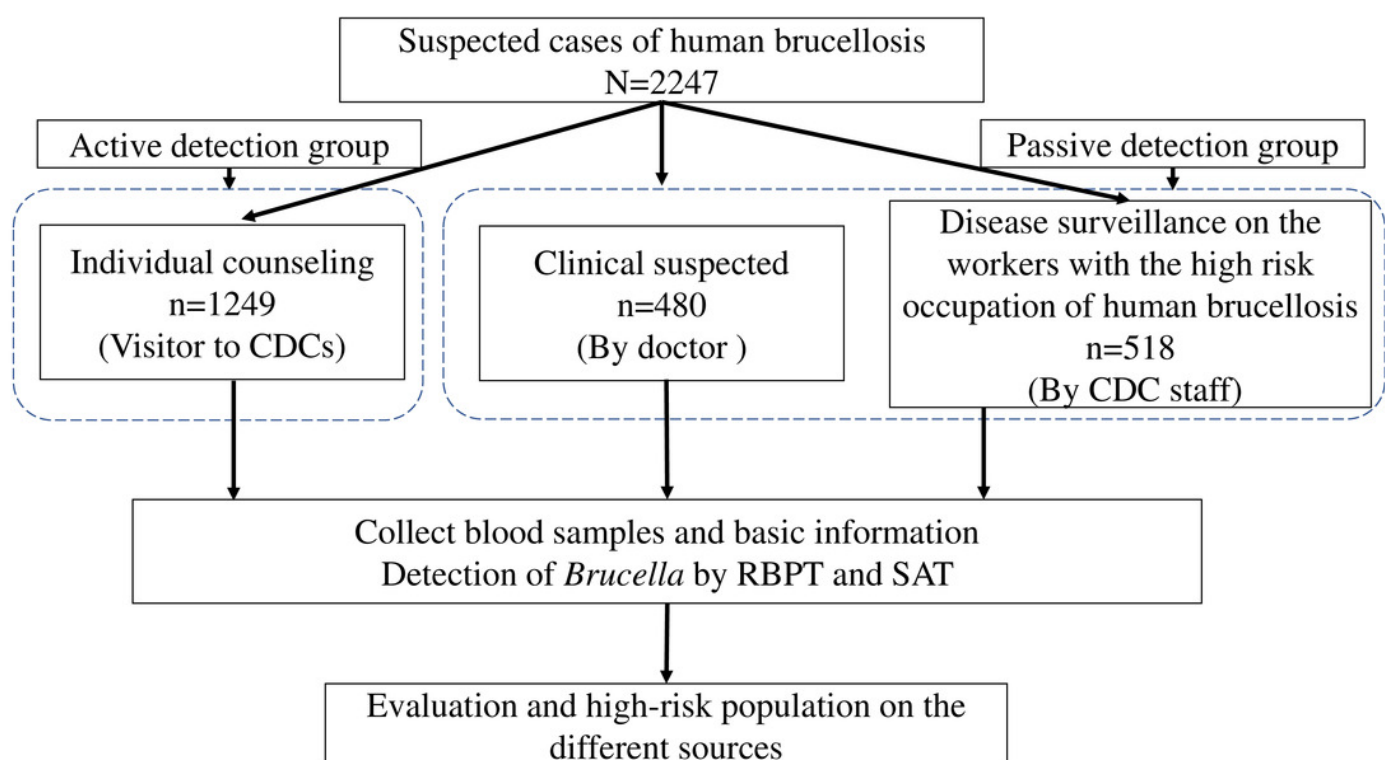 Suspected cases of human brucellosis
N=2247
Active detection group
Passive detection group
Individual counseling
n=1249
(Visitor to CDCs)
Clinical suspected
n=480
(By doctor )
Disease surveillance on the
workers with the high risk
occupation of human brucellosis
n=518
(By CDC staff)
Collect blood samples and basic information
Detection of Brucella by RBPT and SAT
Evaluation and high-risk population on the
different sources